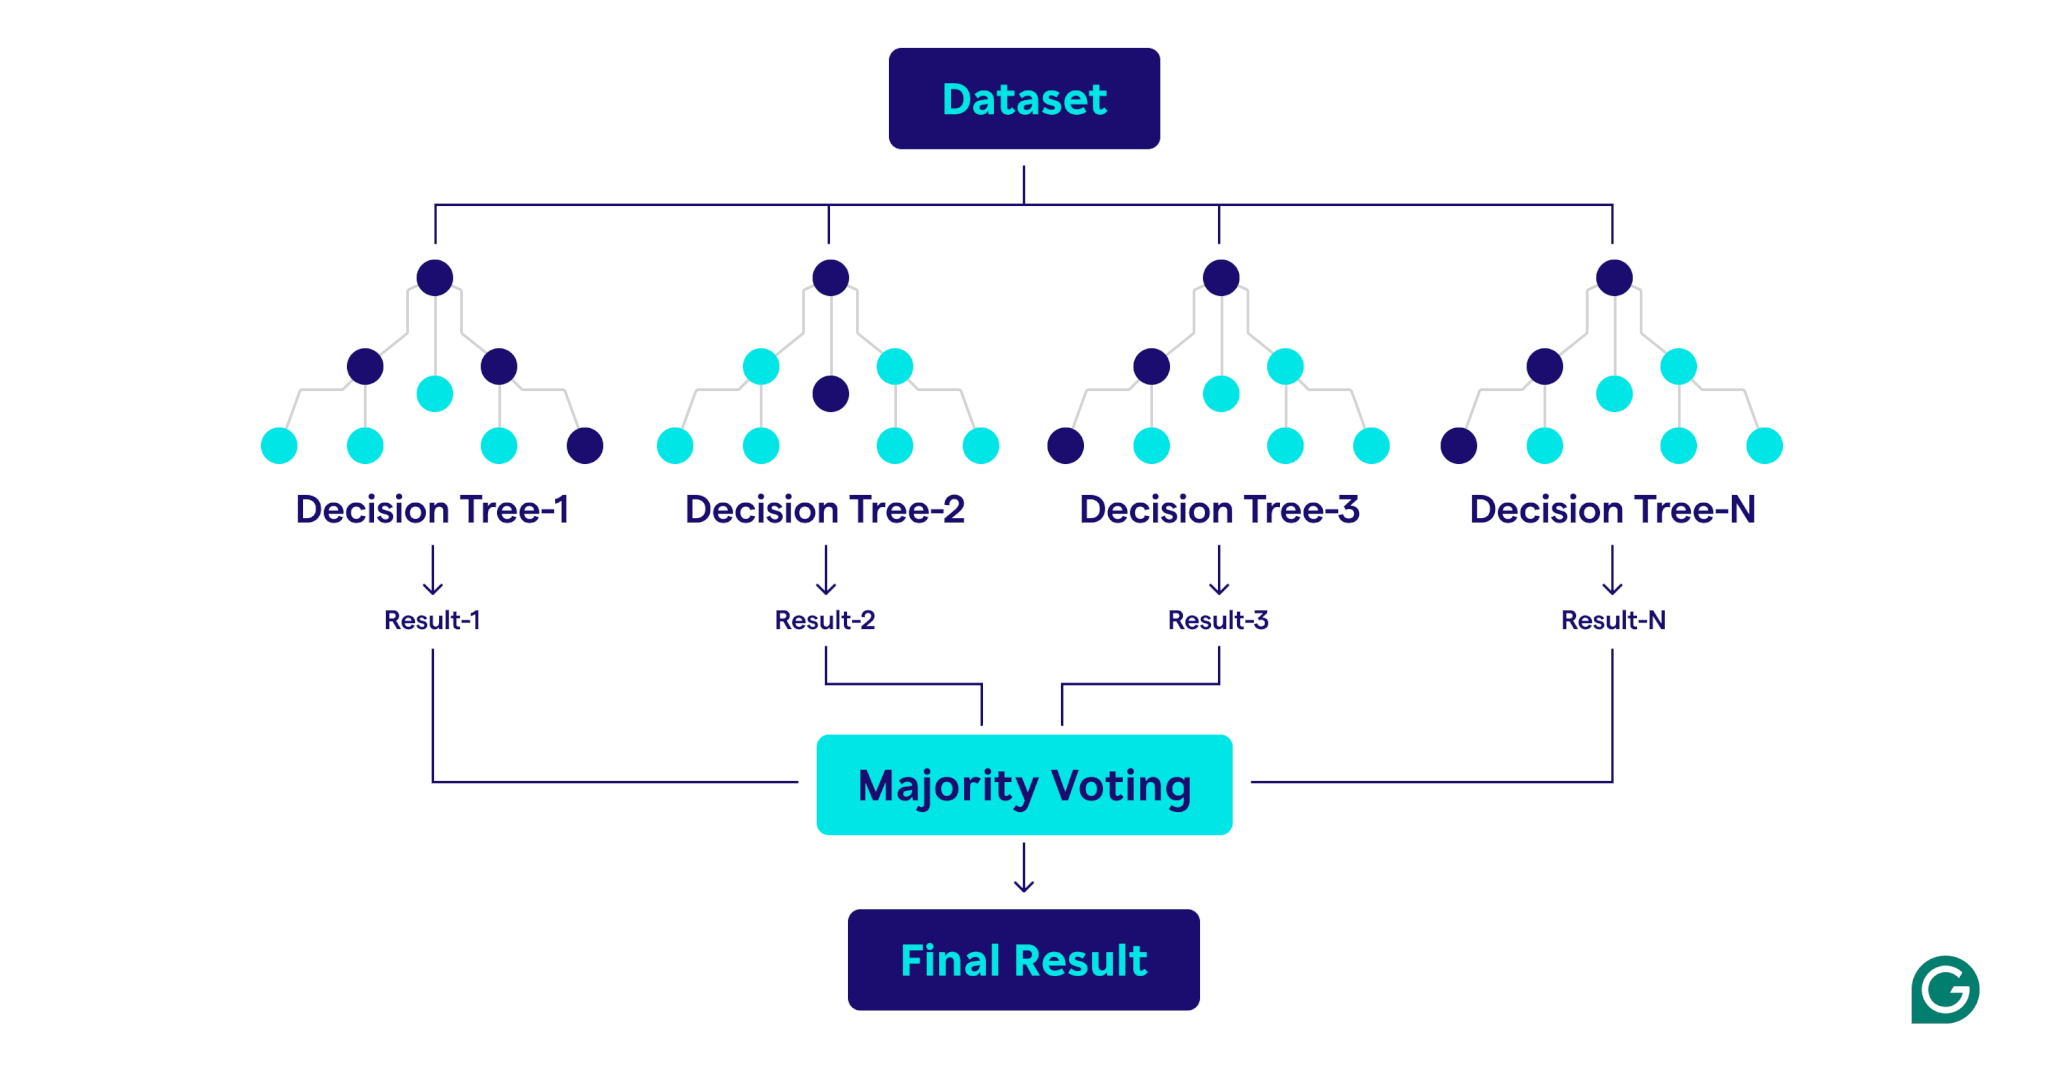 Dataset
Decision Tree-1
Decision Tree-2
Decision Tree-3
Decision Tree-N
Result-1
Result-2
Result-3
Result-N
Majority Voting
Final Result
G